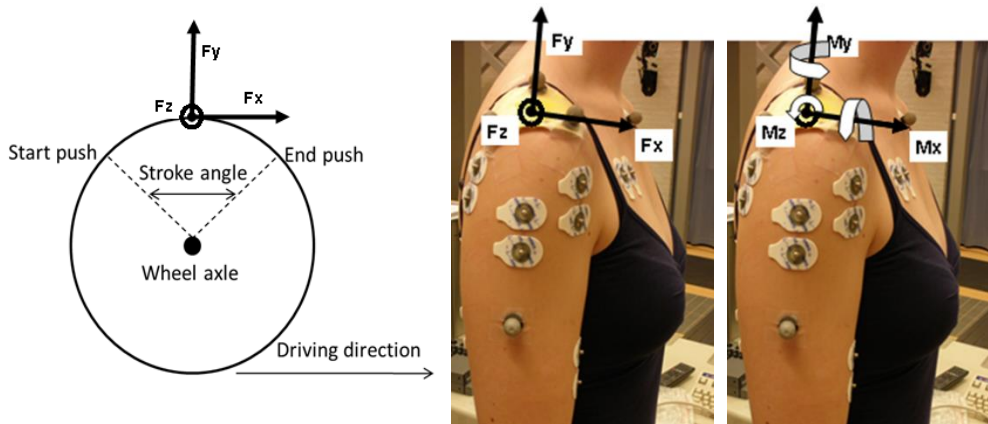 Fy
Fz
Fx
Start push
End push
Stroke angle
Wheel axle
Driving direction
Fy
Fz
Fx
My
Mz
Mx